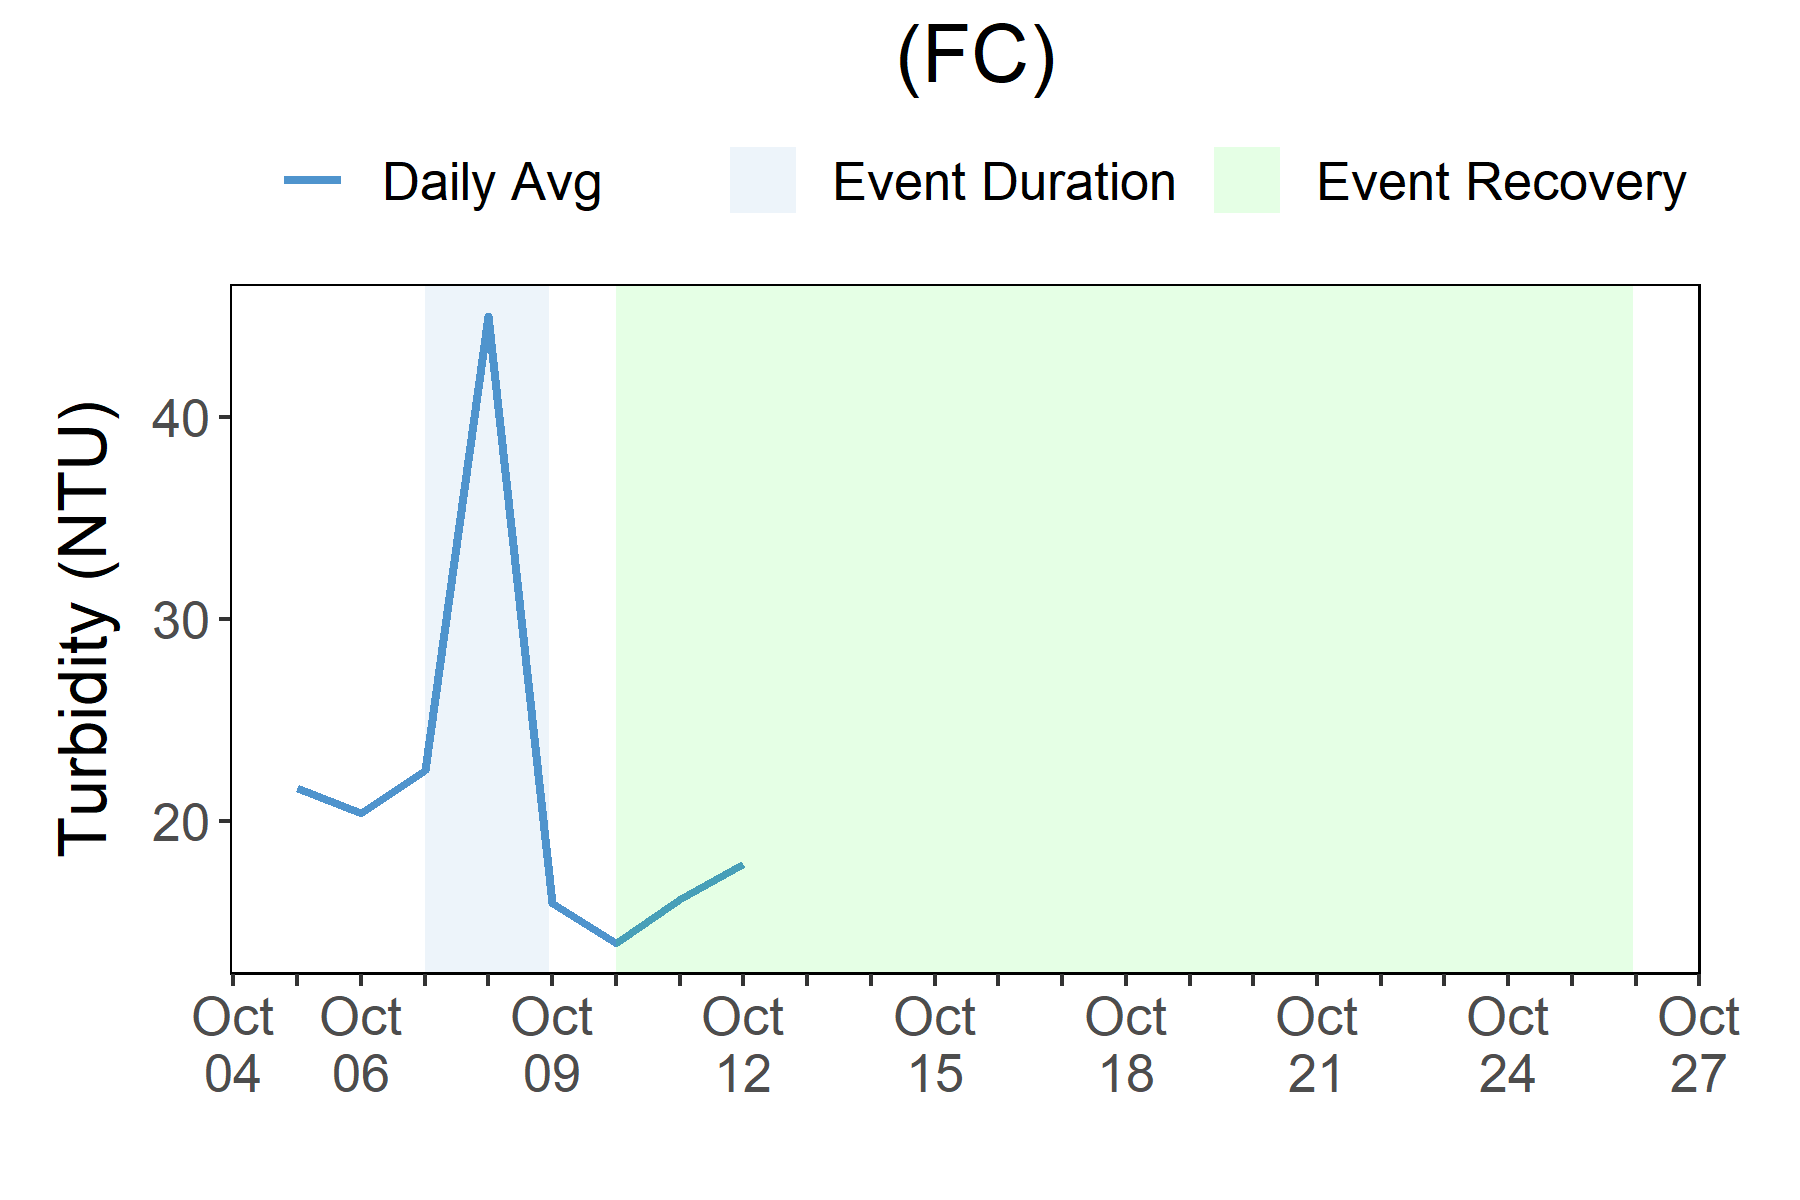 (FC)
Daily Avg
Event Duration
Event Recovery
Turbidity (NTU)
40
30
20
Oct 04
Oct 06
Oct 09
Oct 12
Oct 15
Oct 18
Oct 21
Oct 24
Oct 27